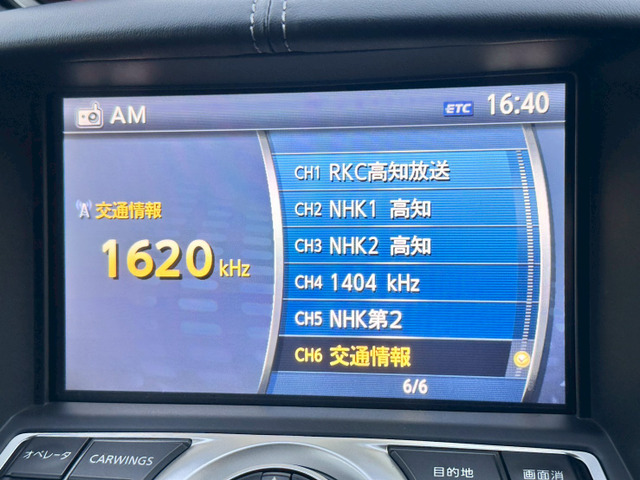 AM
ETC 16:40
交通情報
1620 kHz
CH1 RKC高知放送
CH2 NHK1 高知
CH3 NHK2 高知
CH4 1404 kHz
CH5 NHK第2
CH6 交通情報
6/6
オペレータ
CARWINGS
目的地
画面消